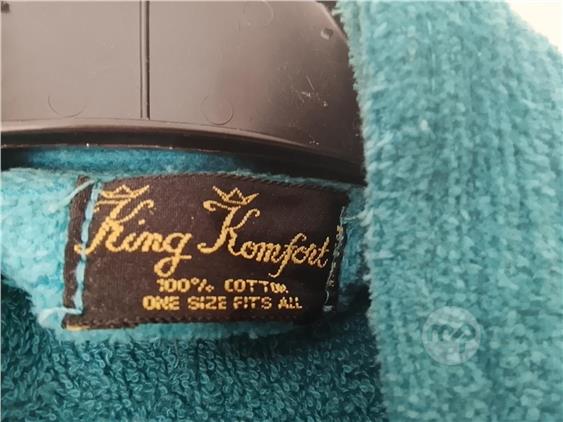 King Komfort
100% COTTON
ONE SIZE FITS ALL